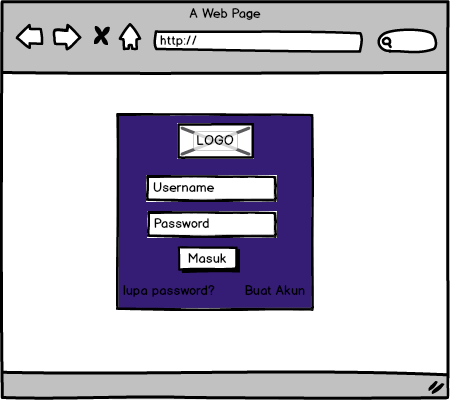 A Web Page
http://
LOGO
Username
Password
Masuk
lupa password? Buat Akun